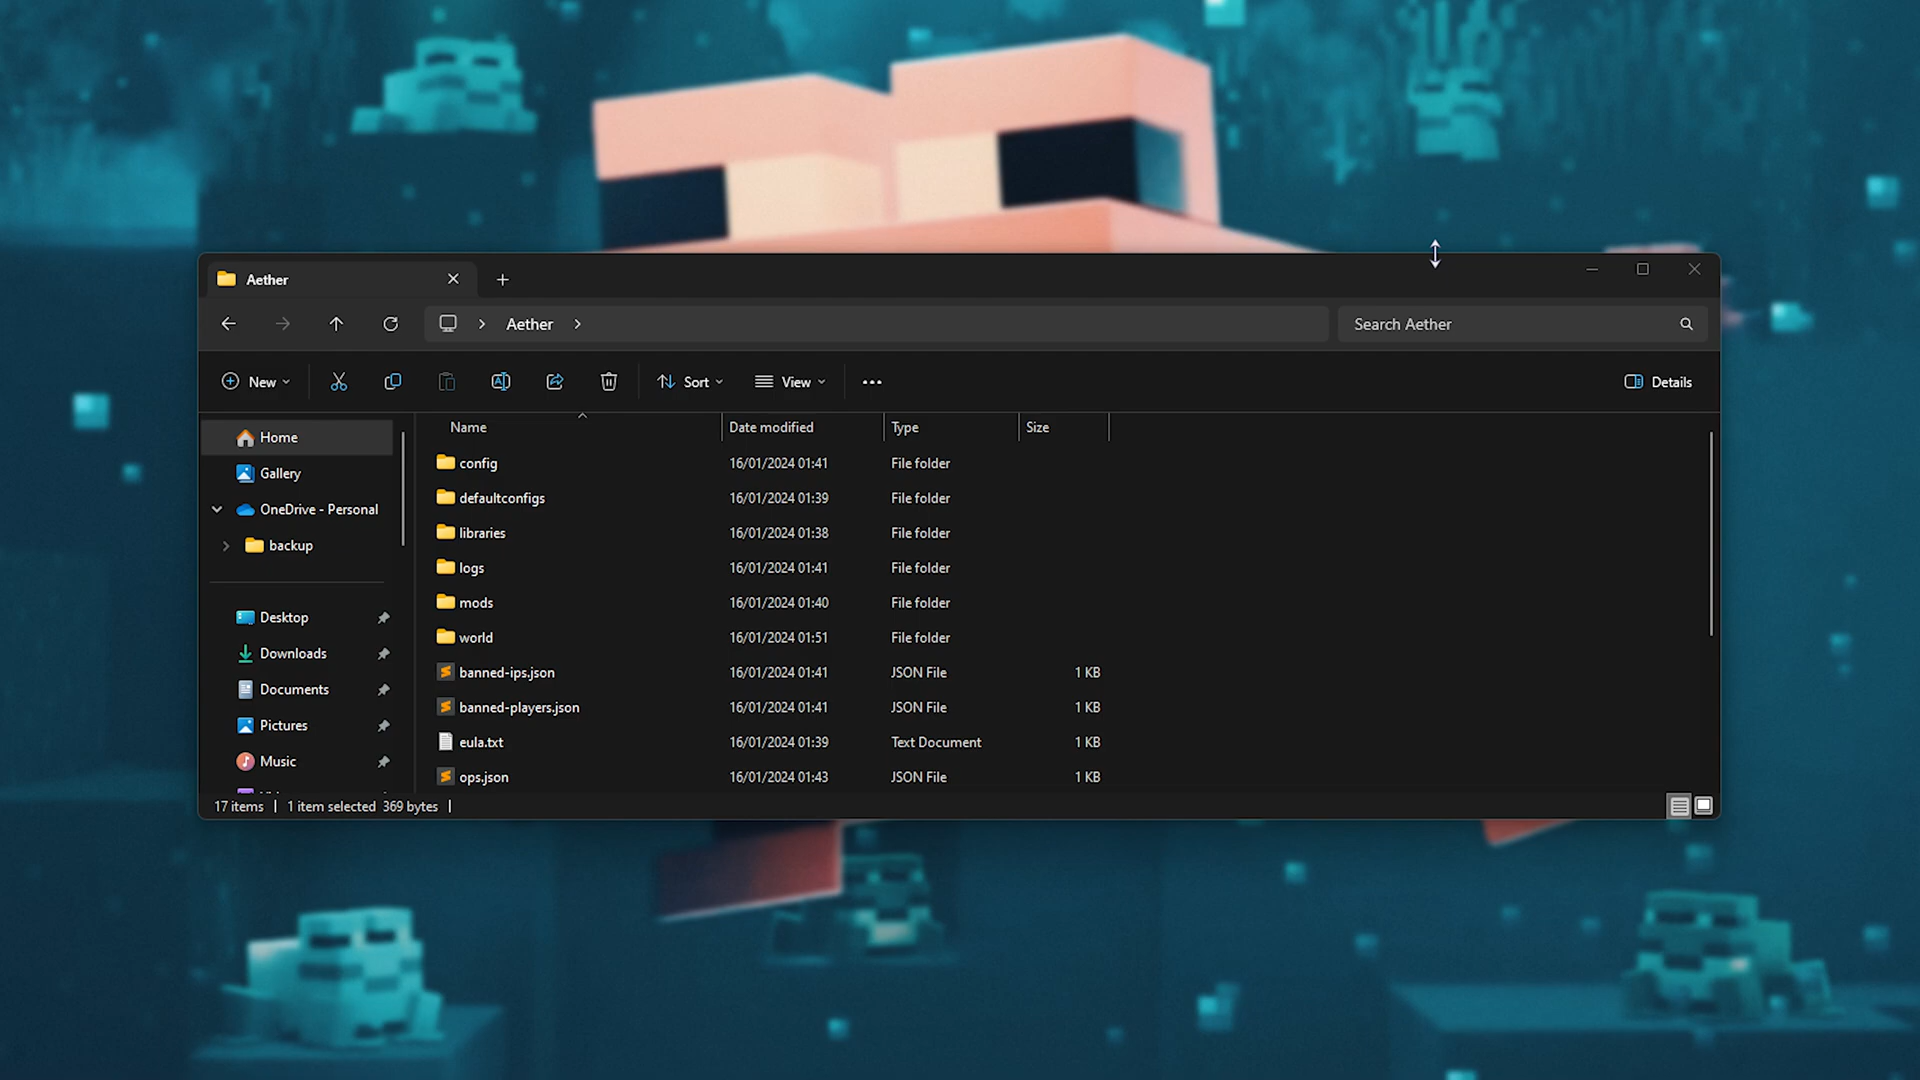 Aether
Aether
Search Aether
New
Sort
View
Details
Name Date modified Type Size
Home
Gallery
OneDrive - Personal
backup
Desktop
Downloads
Documents
Pictures
Music
config 16/01/2024 01:41 File folder
defaultconfigs 16/01/2024 01:39 File folder
libraries 16/01/2024 01:38 File folder
logs 16/01/2024 01:41 File folder
mods 16/01/2024 01:40 File folder
world 16/01/2024 01:51 File folder
banned-ips.json 16/01/2024 01:41 JSON File 1 KB
banned-players.json 16/01/2024 01:41 JSON File 1 KB
eula.txt 16/01/2024 01:39 Text Document 1 KB
ops.json 16/01/2024 01:43 JSON File 1 KB
17 items 1 item selected 369 bytes